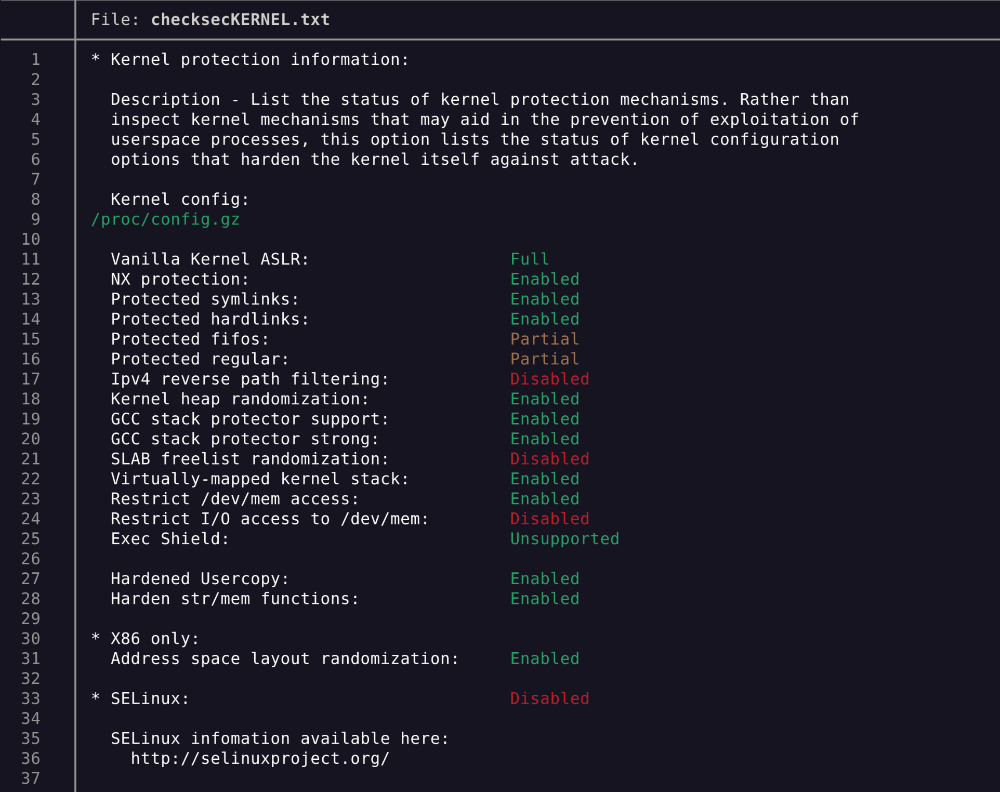 File: checksecKERNEL.txt
1 * Kernel protection information:
2
3 Description - List the status of kernel protection mechanisms. Rather than
4 inspect kernel mechanisms that may aid in the prevention of exploitation of
5 userspace processes, this option lists the status of kernel configuration
6 options that harden the kernel itself against attack.
7
8 Kernel config:
9 /proc/config.gz
10
11 Vanilla Kernel ASLR: Full
12 NX protection: Enabled
13 Protected symlinks: Enabled
14 Protected hardlinks: Enabled
15 Protected fifos: Partial
16 Protected regular: Partial
17 Ipv4 reverse path filtering: Disabled
18 Kernel heap randomization: Enabled
19 GCC stack protector support: Enabled
20 GCC stack protector strong: Enabled
21 SLAB freelist randomization: Disabled
22 Virtually-mapped kernel stack: Enabled
23 Restrict /dev/mem access: Enabled
24 Restrict I/O access to /dev/mem: Disabled
25 Exec Shield: Unsupported
26
27 Hardened Usercopy: Enabled
28 Harden str/mem functions: Enabled
29
30 * X86 only:
31 Address space layout randomization: Enabled
32
33 * SELinux: Disabled
34
35 SELinux infomation available here:
36 http://selinuxproject.org/
37